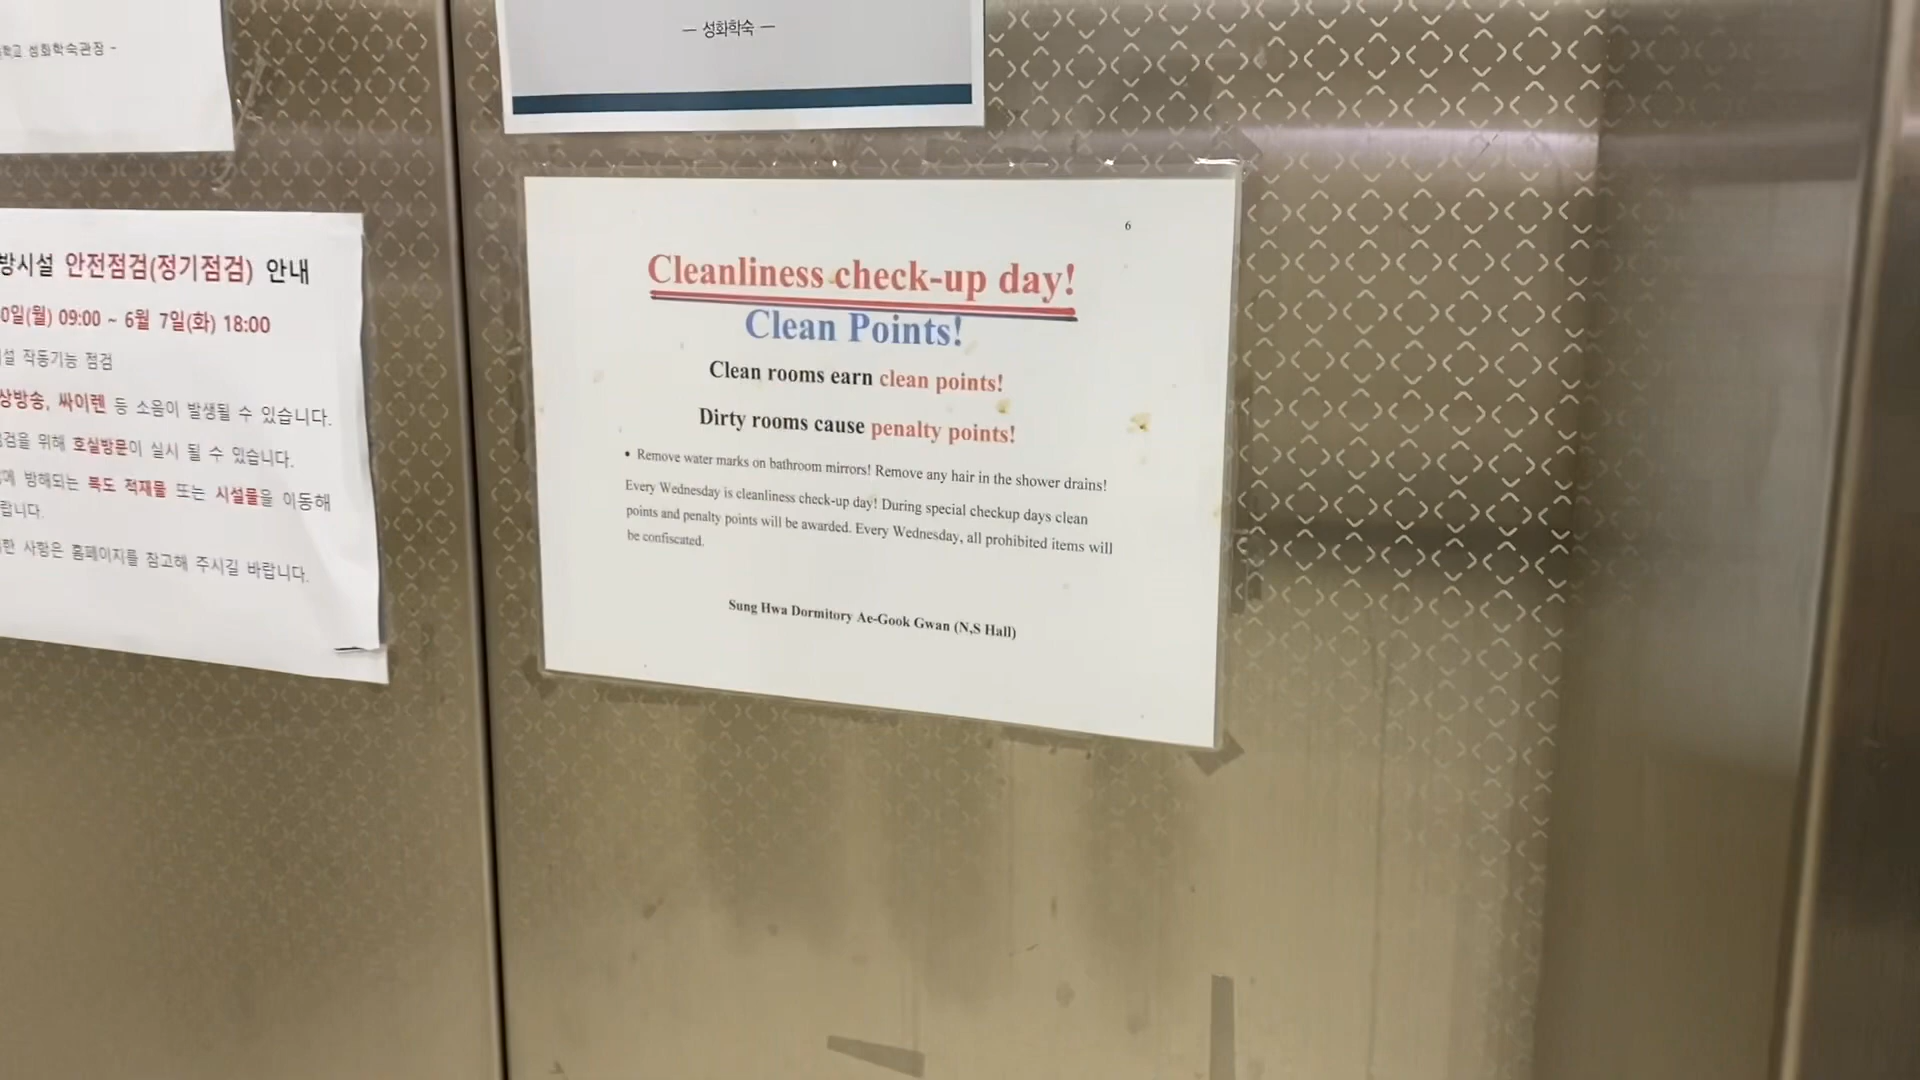 성화학숙관장 -
— 성화학숙 —
방시설 안전점검(정기점검) 안내
0일(월) 09:00 ~ 6월 7일(화) 18:00
설 작동기능 점검
상방송, 싸이렌 등 소음이 발생될 수 있습니다.
검을 위해 호실방문이 실시 될 수 있습니다.
방해되는 복도 적재물 또는 시설물을 이동해
랍니다.
한 사항은 홈페이지를 참고해 주시길 바랍니다.
6
Cleanliness check-up day!
Clean Points!
Clean rooms earn clean points!
Dirty rooms cause penalty points!
• Remove water marks on bathroom mirrors! Remove any hair in the shower drains!
Every Wednesday is cleanliness check-up day! During special checkup days clean
points and penalty points will be awarded. Every Wednesday, all prohibited items will
be confiscated.
Sung Hwa Dormitory Ae-Gook Gwan (N,S Hall)